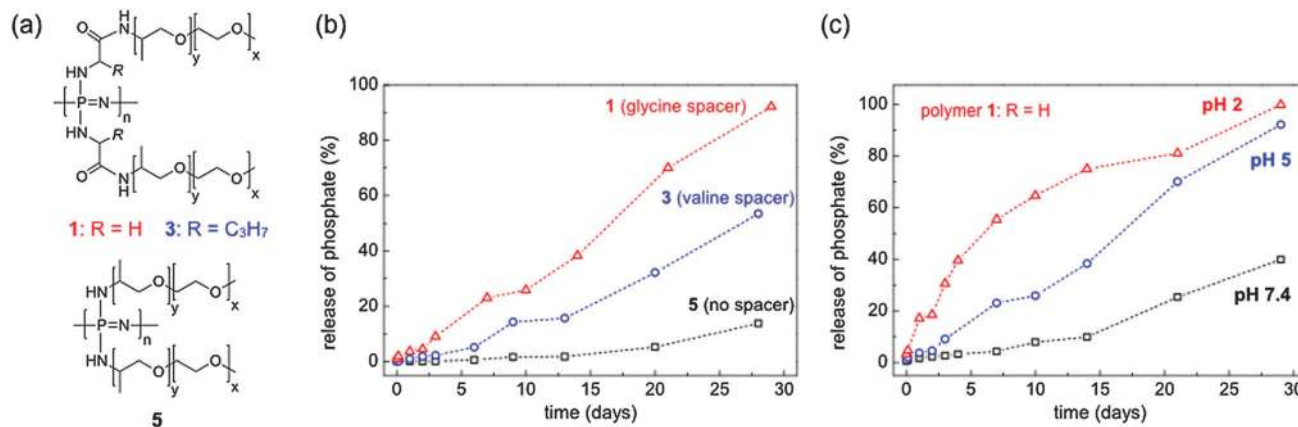 (a)
O
H
N
O
O
y
x
HN
R
P=N
n
HN
R
O
N
H
O
O
y
x
1: R = H 3: R = C3H7
HN
O
O
y
x
P=N
n
HN
O
O
y
x
5
(b)
release of phosphate (%)
100
80
60
40
20
0
1 (glycine spacer)
3 (valine spacer)
5 (no spacer)
0 5 10 15 20 25 30
time (days)
(c)
release of phosphate (%)
100
80
60
40
20
0
polymer 1: R = H
pH 2
pH 5
pH 7.4
0 5 10 15 20 25 30
time (days)